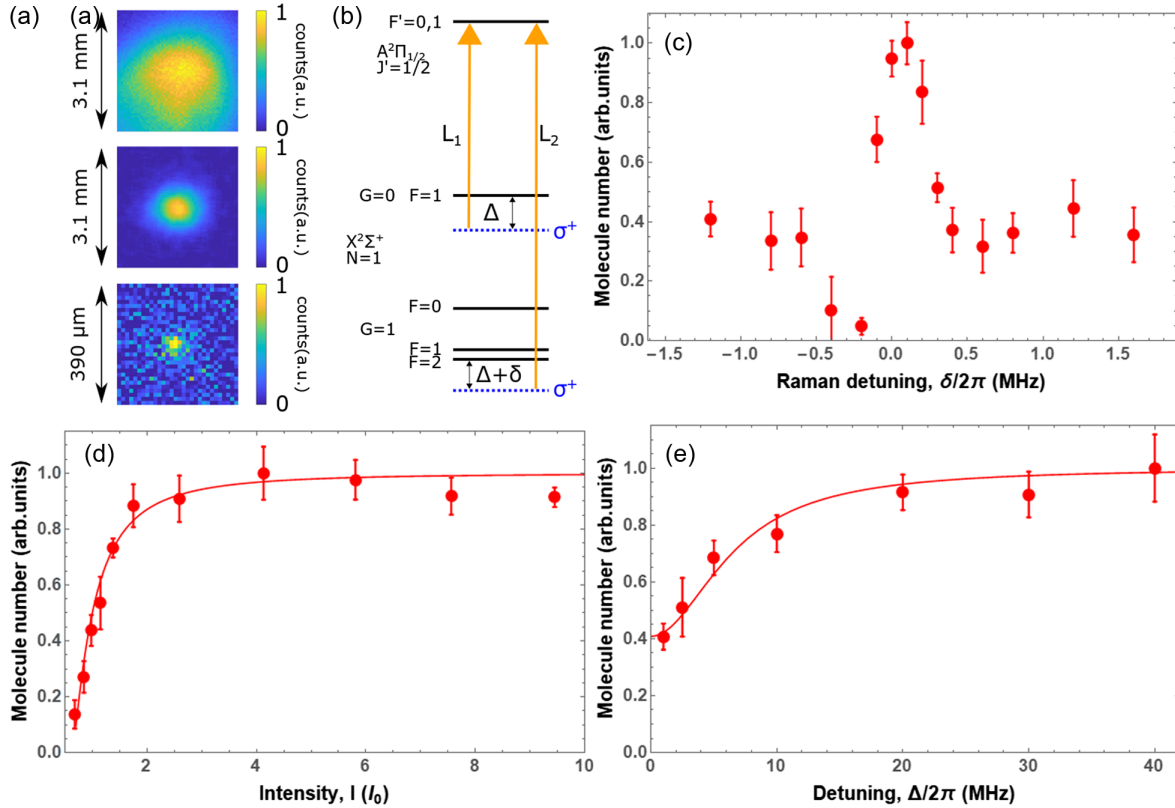 (a)
(a)
3.1 mm
1
0
counts(a.u.)
3.1 mm
1
0
counts(a.u.)
390 μm
1
0
counts(a.u.)
(b)
F'=0,1
A²Π1/2
J'=1/2
L1
L2
G=0 F=1
Δ
σ+
X²Σ+
N=1
F=0
G=1
F=1
F=2
Δ+δ
σ+
(c)
Molecule number (arb.units)
1.0
0.8
0.6
0.4
0.2
0.0
−1.5 −1.0 −0.5 0.0 0.5 1.0 1.5
Raman detuning, δ/2π (MHz)
(d)
Molecule number (arb.units)
1.0
0.8
0.6
0.4
0.2
0.0
2 4 6 8 10
Intensity, I (I0)
(e)
Molecule number (arb.units)
1.0
0.8
0.6
0.4
0.2
0.0
0 10 20 30 40
Detuning, Δ/2π (MHz)